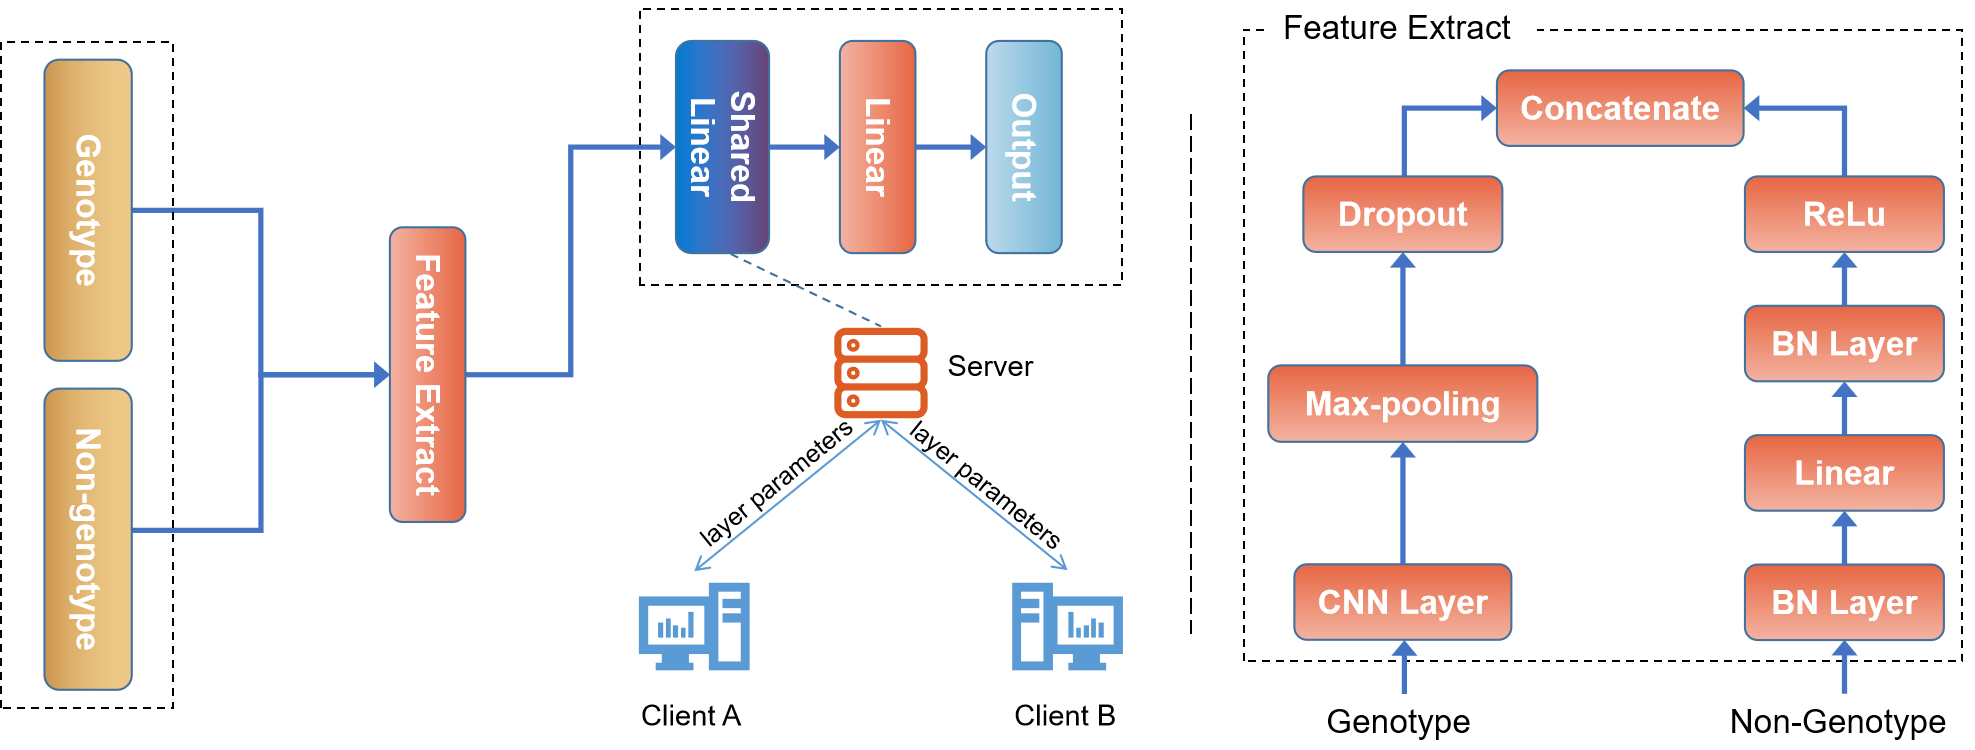 Genotype
Non-genotype
Feature Extract
Shared
Linear
Linear
Output
Server
layer parameters
layer parameters
Client A
Client B
Feature Extract
Concatenate
Dropout
ReLu
BN Layer
Max-pooling
Linear
CNN Layer
BN Layer
Genotype
Non-Genotype